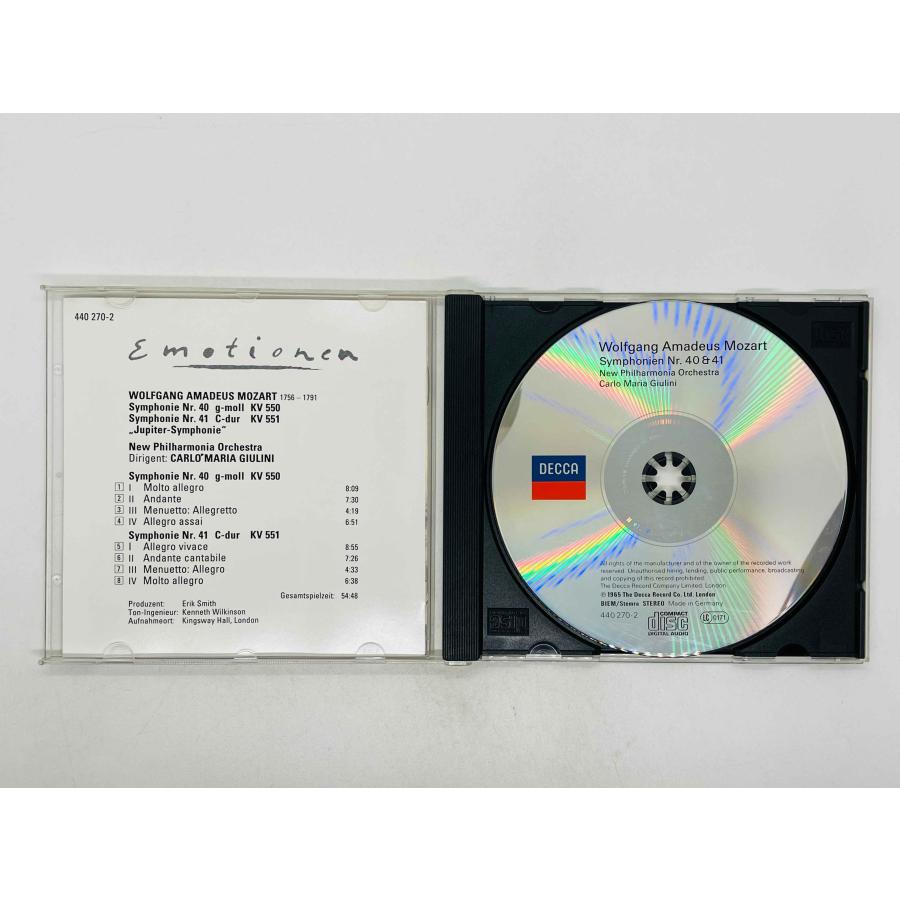 440 270-2
Emotionen
WOLFGANG AMADEUS MOZART 1756 – 1791
Symphonie Nr. 40 g-moll KV 550
Symphonie Nr. 41 C-dur KV 551
„Jupiter-Symphonie“
New Philharmonia Orchestra
Dirigent: CARLO MARIA GIULINI
Symphonie Nr. 40 g-moll KV 550
1 I Molto allegro 8:09
2 II Andante 7:30
3 III Menuetto: Allegretto 4:19
4 IV Allegro assai 6:51
Symphonie Nr. 41 C-dur KV 551
5 I Allegro vivace 8:55
6 II Andante cantabile 7:26
7 III Menuetto: Allegro 4:33
8 IV Molto allegro 6:38
Gesamtspielzeit: 54:48
Produzent: Erik Smith
Ton-Ingenieur: Kenneth Wilkinson
Aufnahmeort: Kingsway Hall, London
Wolfgang Amadeus Mozart
Symphonien Nr. 40 & 41
New Philharmonia Orchestra
Carlo Maria Giulini
DECCA
All rights of the manufacturer and of the owner of the recorded work
reserved. Unauthorised hiring, lending, public performance, broadcasting
and copying of this record prohibited.
The Decca Record Company Limited, London
℗ 1965 The Decca Record Co. Ltd. London
BIEM/Stemra STEREO Made in Germany
440 270-2
COMPACT
disc
DIGITAL AUDIO
LC 0171